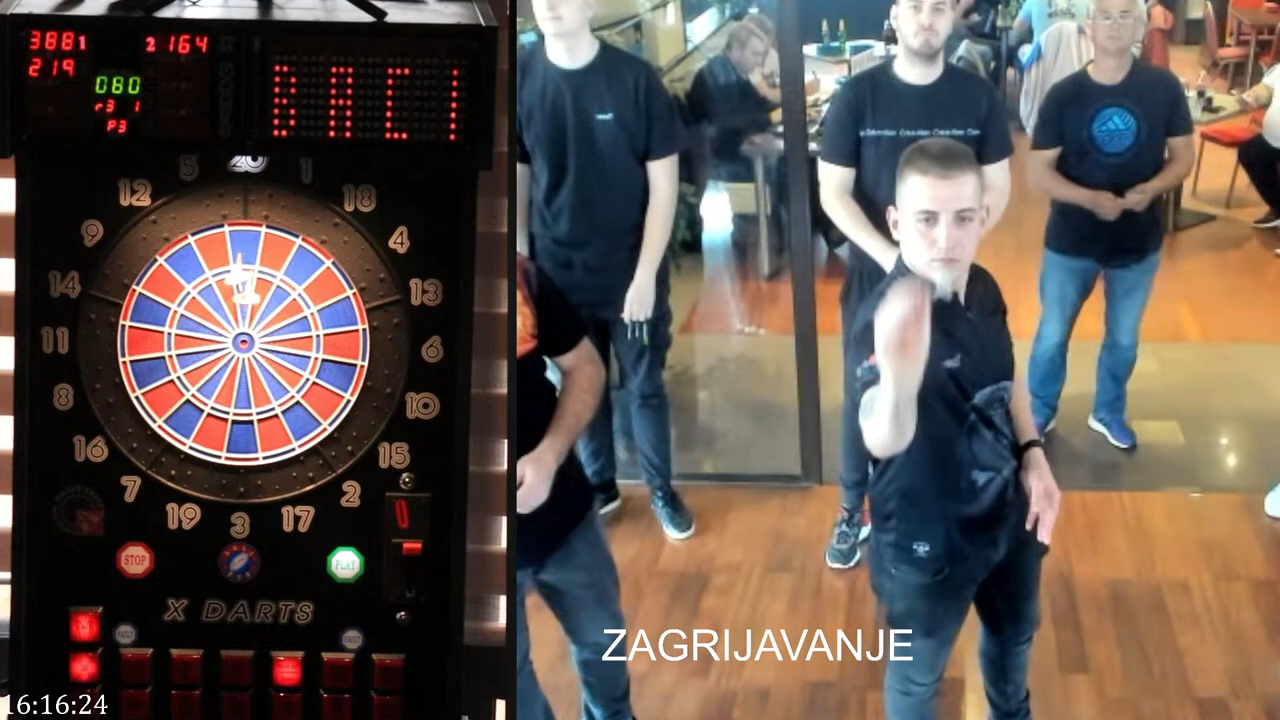 3881 2164
219
080
r3 1
P3
BACI
5 20 1
12 18
9 4
14 13
11 6
8 10
16 15
7 2
19 3 17
0
STOP
PLAY
X DARTS
16:16:24
ZAGRIJAVANJE